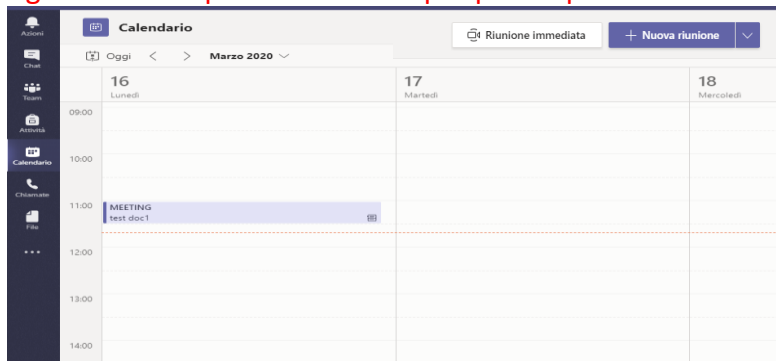 Azioni
Chat
Team
Attività
Calendario
Chiamate
File
Calendario
Riunione immediata
+ Nuova riunione
Oggi < > Marzo 2020
16
Lunedì
17
Martedì
18
Mercoledì
09:00
10:00
11:00
MEETING
test doc1
12:00
13:00
14:00